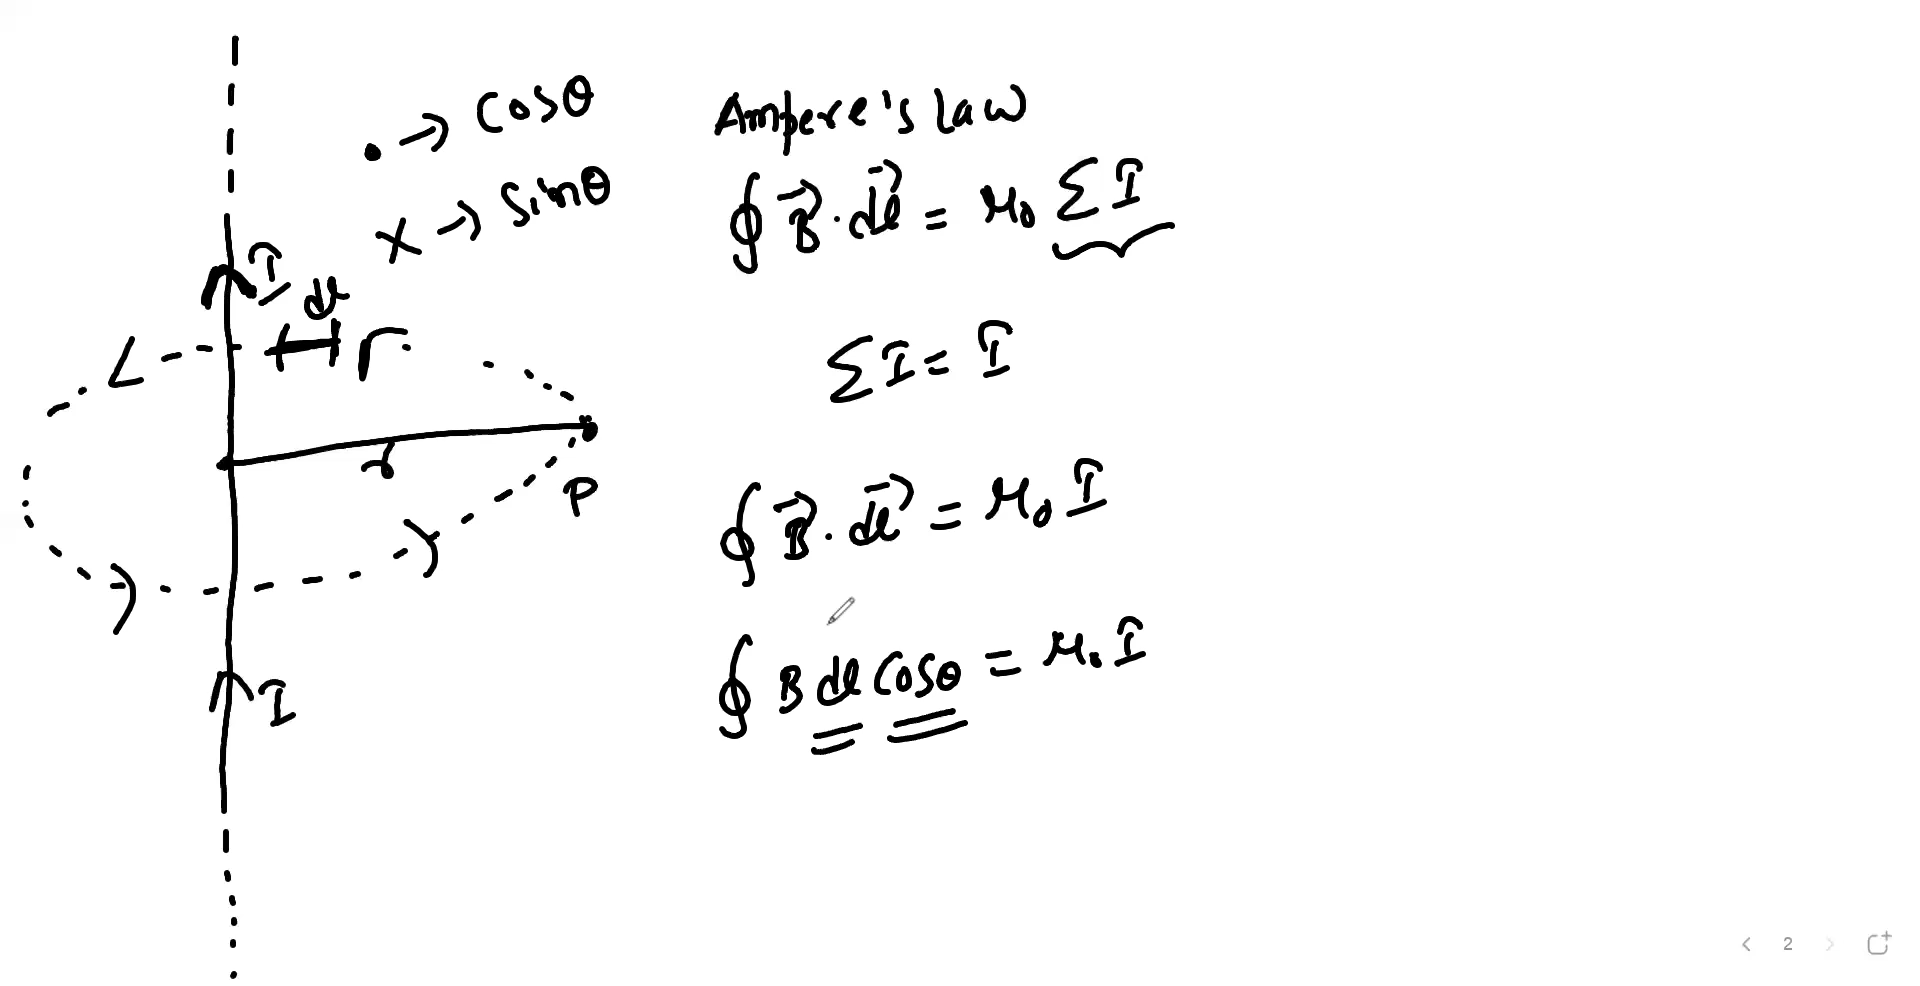 • → Cosθ
× → Sinθ
I
dl
r
P
I
Ampere's law
∮ B⃗ · dl⃗ = μ₀ ΣI
ΣI = I
∮ B⃗ · dl⃗ = μ₀ I
∮ B dl Cosθ = μ₀ I
2